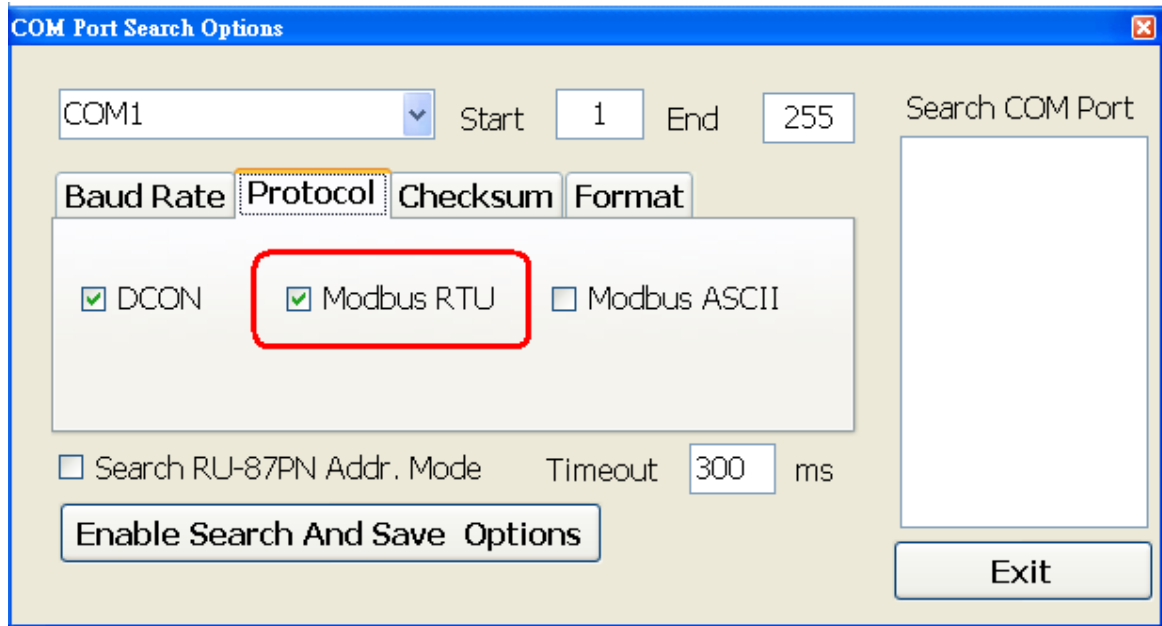 COM Port Search Options
COM1 Start 1 End 255
Search COM Port
Baud Rate Protocol Checksum Format
DCON Modbus RTU Modbus ASCII
Search RU-87PN Addr. Mode Timeout 300 ms
Enable Search And Save Options
Exit